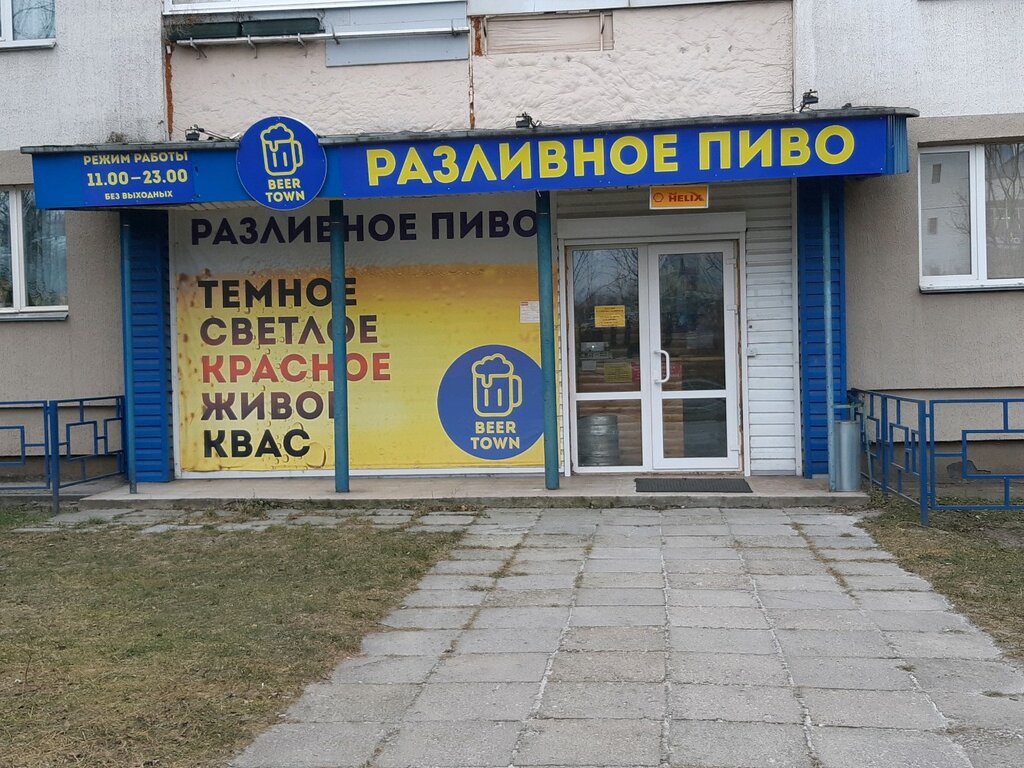 РЕЖИМ РАБОТЫ
11.00–23.00
БЕЗ ВЫХОДНЫХ
BEER
TOWN
РАЗЛИВНОЕ ПИВО
HELIX
РАЗЛИВНОЕ ПИВО
ТЕМНОЕ
СВЕТЛОЕ
КРАСНОЕ
ЖИВОЕ
КВАС
BEER
TOWN